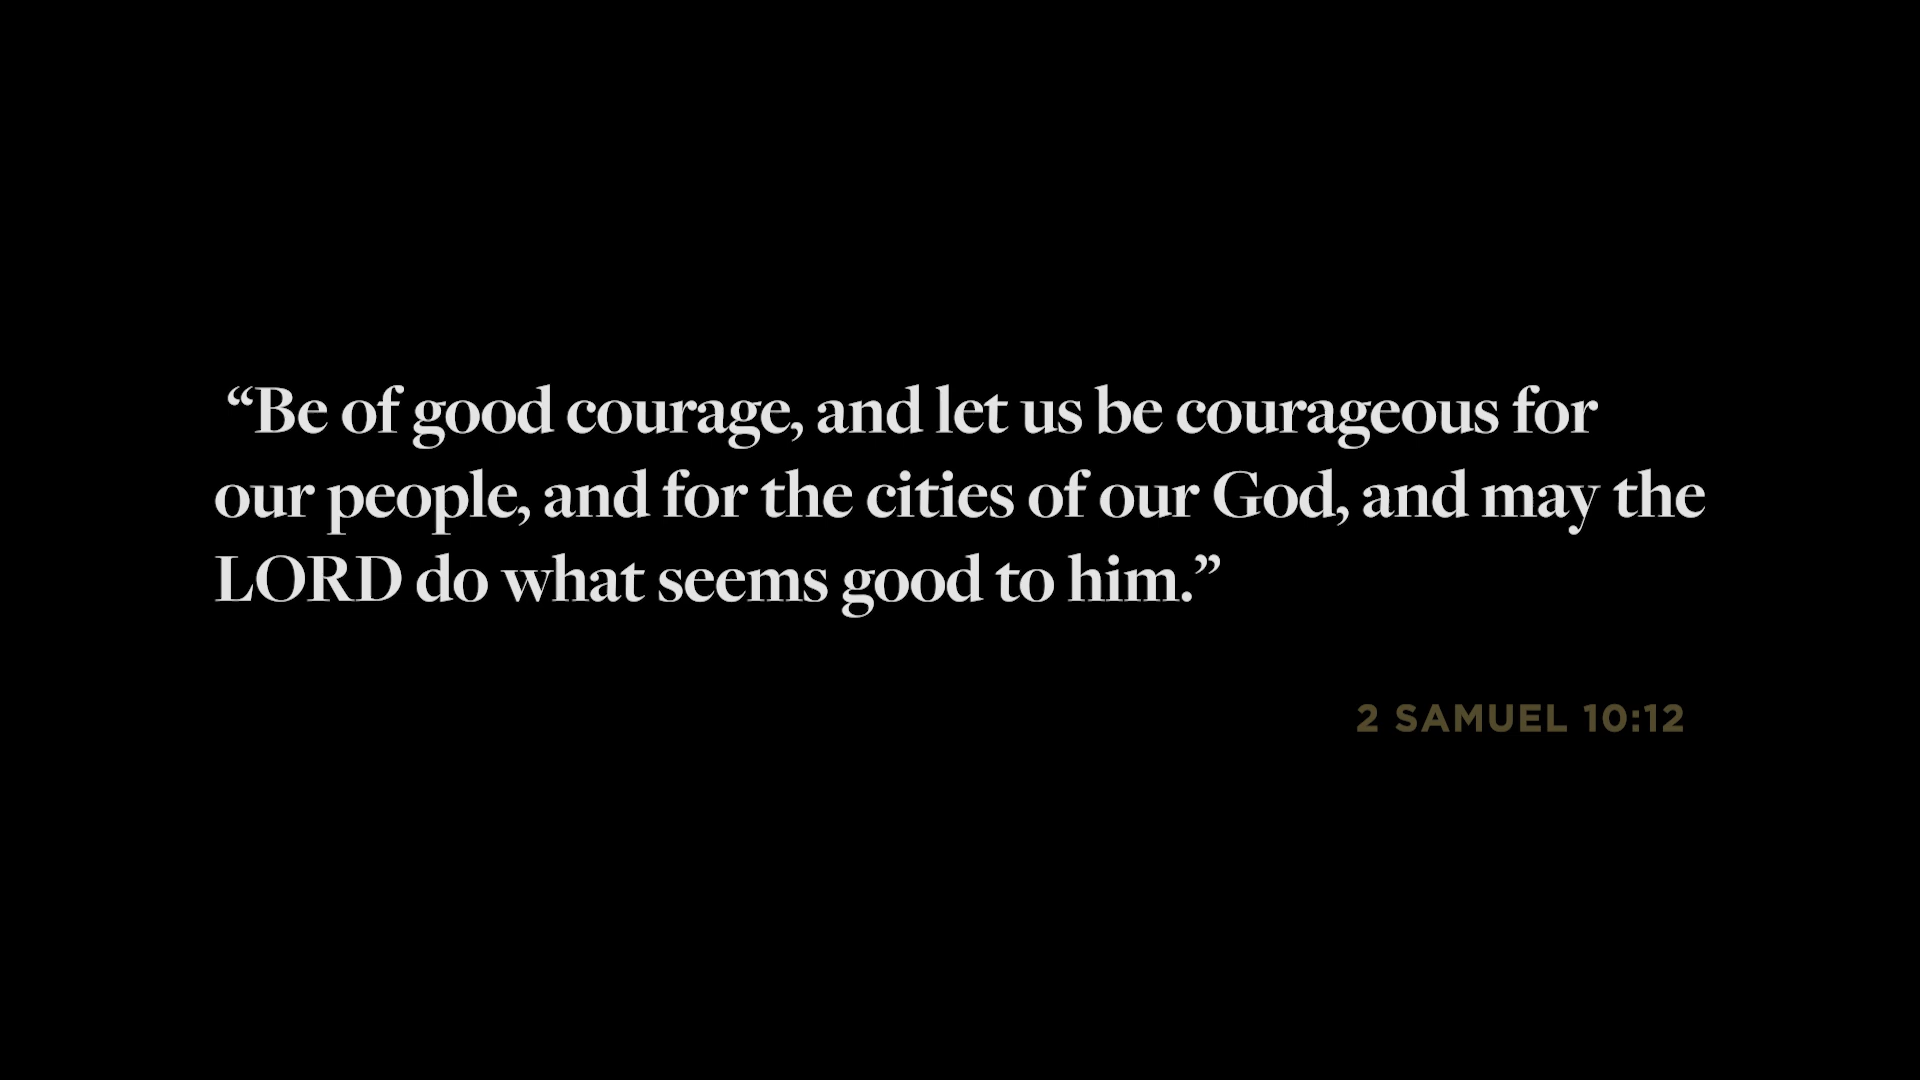 “Be of good courage, and let us be courageous for
our people, and for the cities of our God, and may the
LORD do what seems good to him.”
2 SAMUEL 10:12